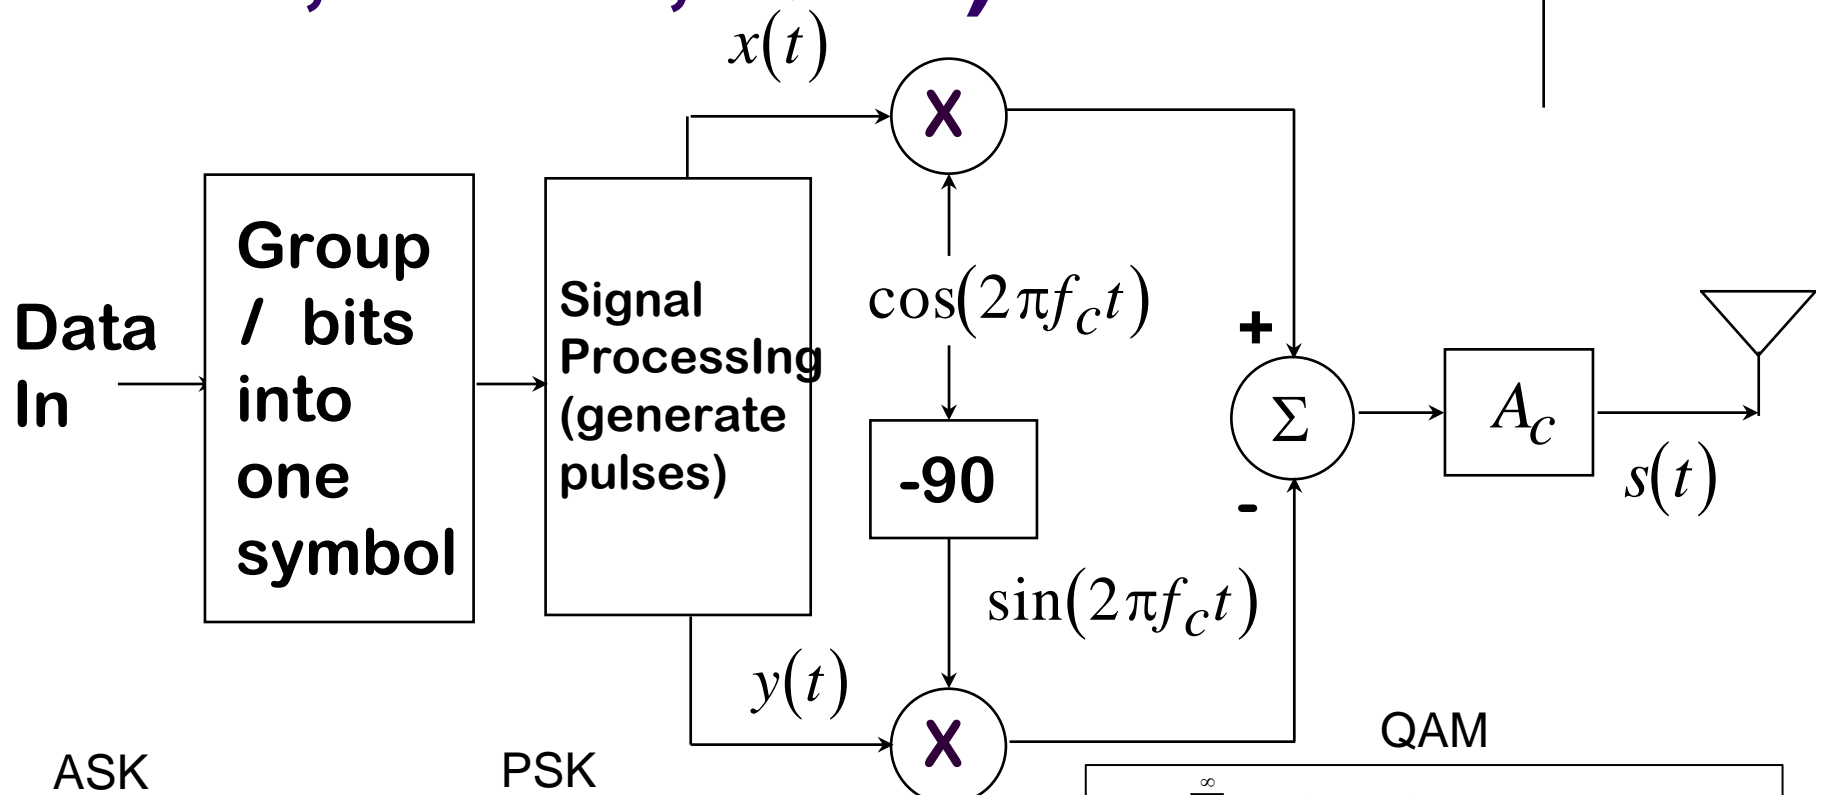 x(t)
X
Group
/ bits
into
one
symbol
Data
In
Signal
ProcessIng
(generate
pulses)
cos(2πf_c t)
+
Σ
A_c
s(t)
-90
-
sin(2πf_c t)
y(t)
X
QAM
ASK
PSK
∞